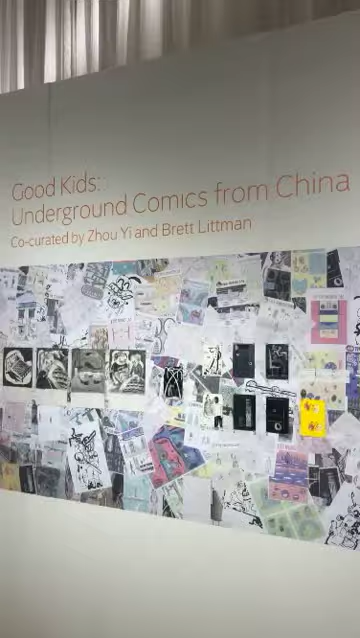 Good Kids:
Underground Comics from China
Co-curated by Zhou Yi and Brett Littman